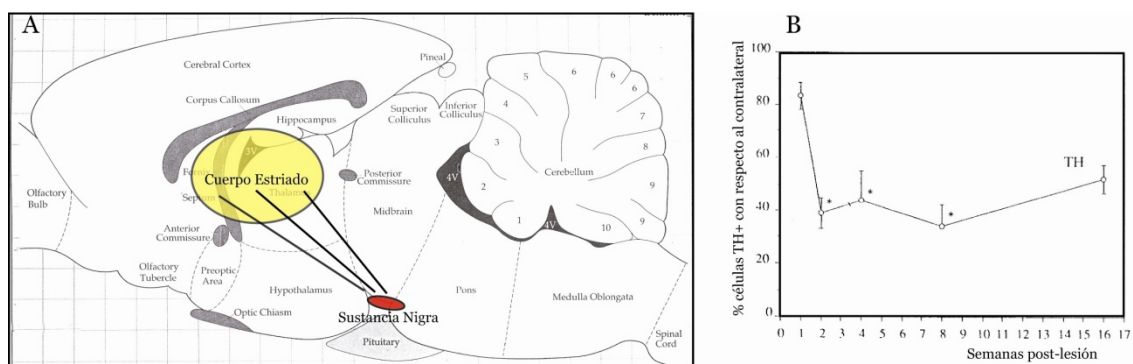 A
Cerebral Cortex
Pineal
Corpus Callosum
Hippocampus
Superior
Colliculus
Inferior
Colliculus
5
6
6
6
4
7
3
8
3V
Cuerpo Estriado
Thalamus
Septum
Posterior
Commissure
4V
Cerebellum
2
9
Midbrain
Olfactory
Bulb
1
4V
10
9
Anterior
Commissure
Olfactory
Tubercle
Preoptic
Area
Hypothalamus
Pons
Medulla Oblongata
Optic Chiasm
Sustancia Nigra
Pituitary
Spinal
Cord
B
% células TH+ con respecto al contralateral
100
80
60
40
20
0
TH
*
*
*
0 1 2 3 4 5 6 7 8 9 10 11 12 13 14 15 16 17
Semanas post-lesión